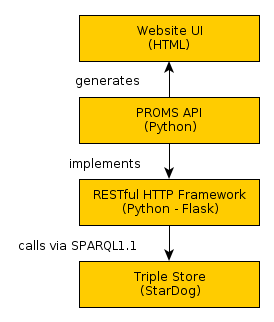 Website UI
(HTML)
generates
PROMS API
(Python)
implements
RESTful HTTP Framework
(Python - Flask)
calls via SPARQL1.1
Triple Store
(StarDog)